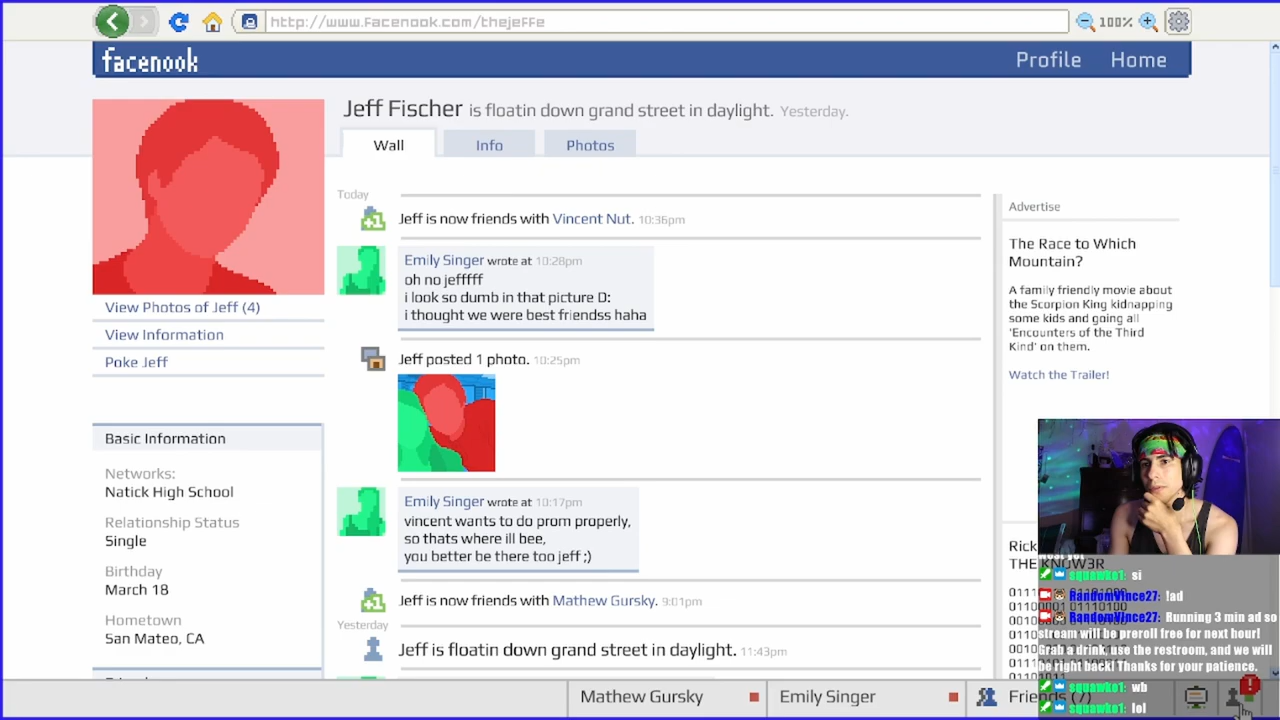 http://www.facenook.com/thejeffe
100%
facenook
Profile
Home
Jeff Fischer is floatin down grand street in daylight. Yesterday.
Wall
Info
Photos
Today
Jeff is now friends with Vincent Nut. 10:36pm
Emily Singer wrote at 10:28pm
oh no jefffff
i look so dumb in that picture D:
i thought we were best friendss haha
View Photos of Jeff (4)
View Information
Poke Jeff
Jeff posted 1 photo. 10:25pm
Emily Singer wrote at 10:17pm
vincent wants to do prom properly,
so thats where ill bee,
you better be there too jeff ;)
Jeff is now friends with Mathew Gursky. 9:01pm
Yesterday
Jeff is floatin down grand street in daylight. 11:43pm
Basic Information
Networks:
Natick High School
Relationship Status
Single
Birthday
March 18
Hometown
San Mateo, CA
Advertise
The Race to Which
Mountain?
A family friendly movie about
the Scorpion King kidnapping
some kids and going all
'Encounters of the Third
Kind' on them.
Watch the Trailer!
Rick
THE KNOW3R
squawko1: si
RandomVince27: !ad
RandomVince27: Running 3 min ad so
stream will be preroll free for next hour!
Grab a drink, use the restroom, and we will
be right back! Thanks for your patience.
squawko1: wb
squawko1: lol
Mathew Gursky
Emily Singer
Friends (7)